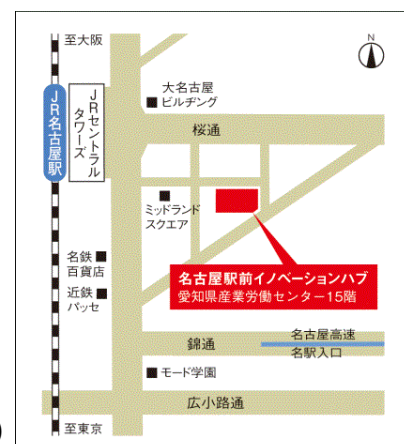 至大阪
N
大名古屋
ビルヂング
JR名古屋駅
JRセントラル
タワーズ
桜通
ミッドランド
スクエア
名鉄
百貨店
近鉄
パッセ
名古屋駅前イノベーションハブ
愛知県産業労働センター15階
名古屋高速
錦通
名駅入口
モード学園
広小路通
至東京
)